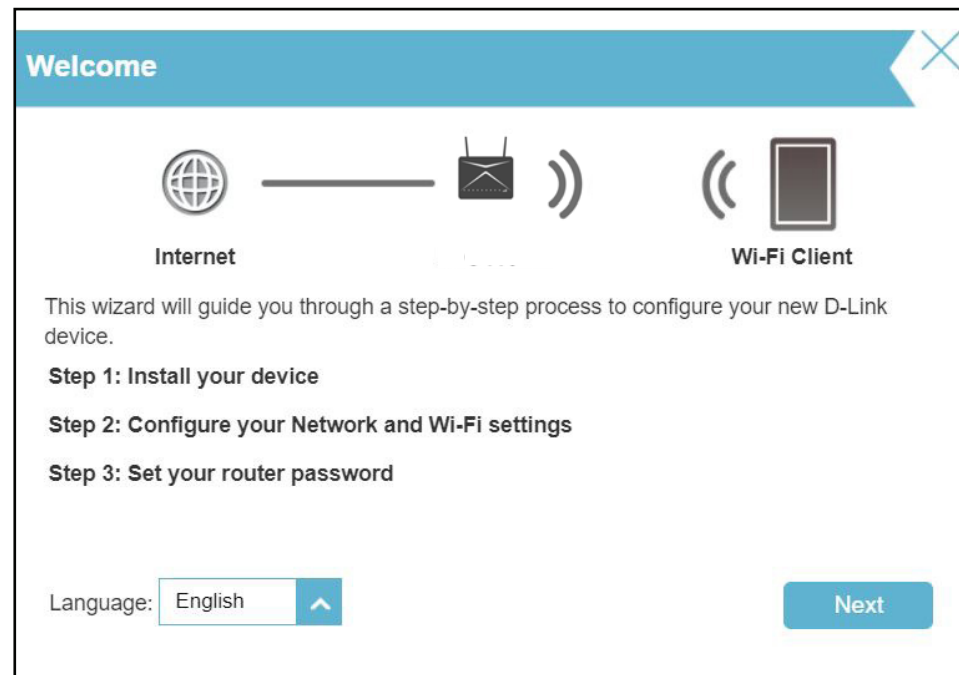 Welcome
Internet
Wi-Fi Client
This wizard will guide you through a step-by-step process to configure your new D-Link
device.
Step 1: Install your device
Step 2: Configure your Network and Wi-Fi settings
Step 3: Set your router password
Language: English
Next